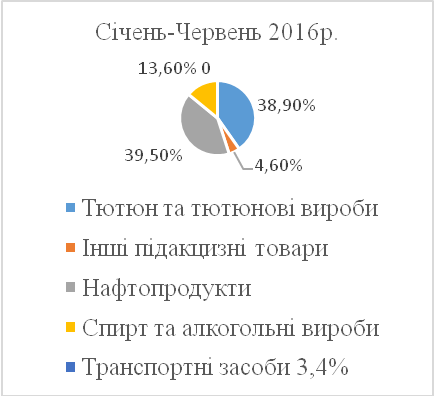 Січень-Червень 2016р.
13,60% 0
38,90%
39,50%
4,60%
Тютюн та тютюнові вироби
Інші підакцизні товари
Нафтопродукти
Спирт та алкогольні вироби
Транспортні засоби 3,4%